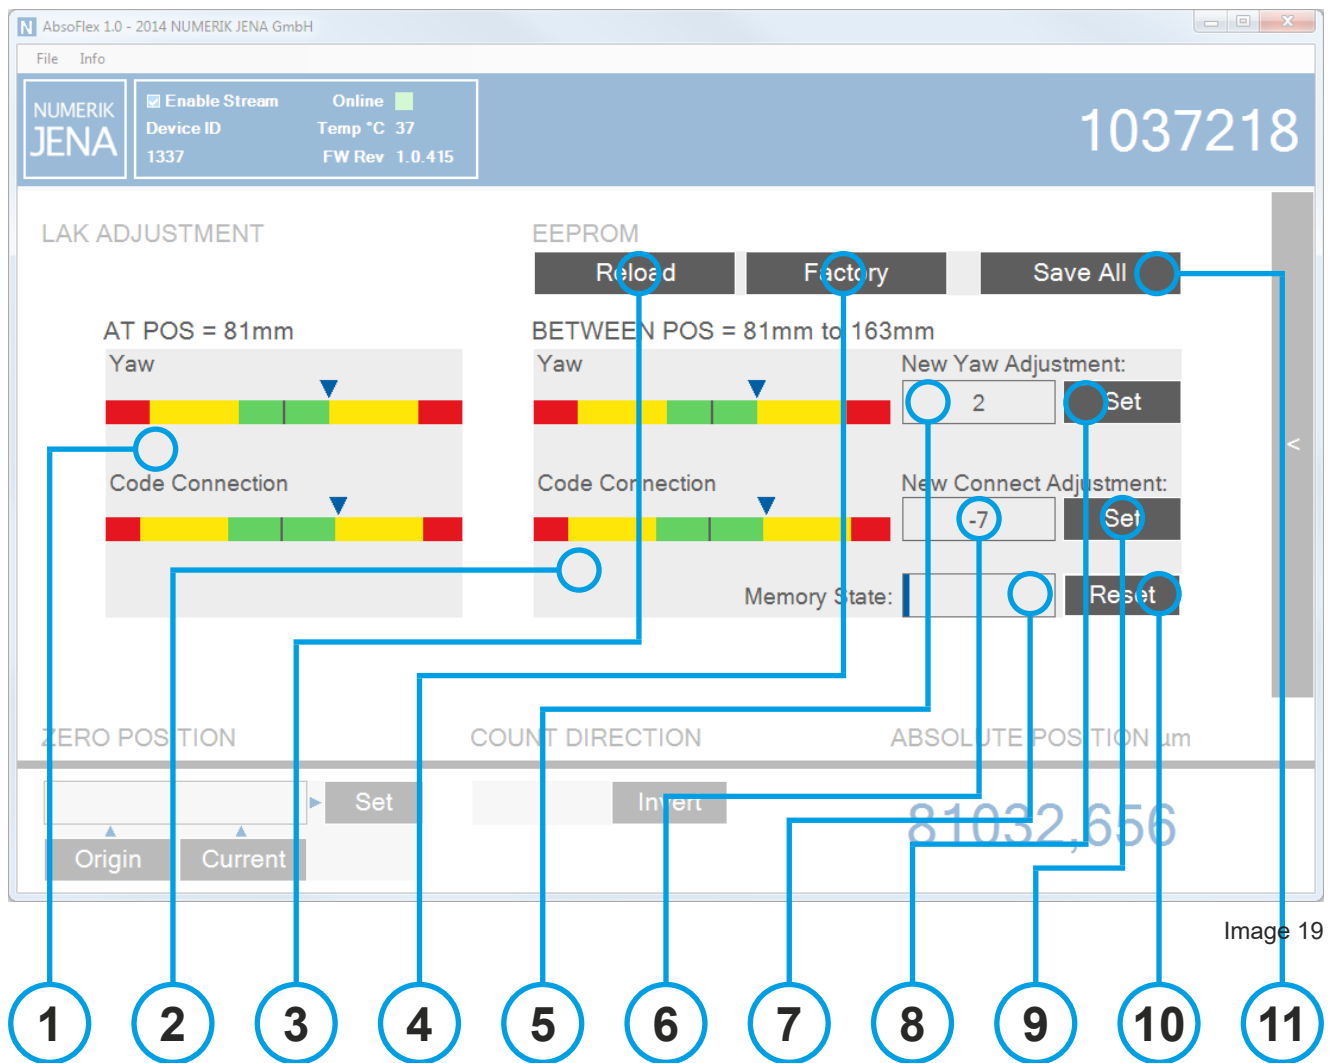 N AbsoFlex 1.0 - 2014 NUMERIK JENA GmbH
File Info
NUMERIK
JENA
Enable Stream Online
Device ID Temp °C 37
1337 FW Rev 1.0.415
1037218
LAK ADJUSTMENT
EEPROM
Reload Factory Save All
AT POS = 81mm
BETWEEN POS = 81mm to 163mm
Yaw
Yaw
New Yaw Adjustment:
2 Set
<
Code Connection
Code Connection
New Connect Adjustment:
-7 Set
Memory State: Reset
ZERO POSITION COUNT DIRECTION ABSOLUTE POSITION µm
Set Invert 81032,656
Origin Current
Image 19
1 2 3 4 5 6 7 8 9 10 11